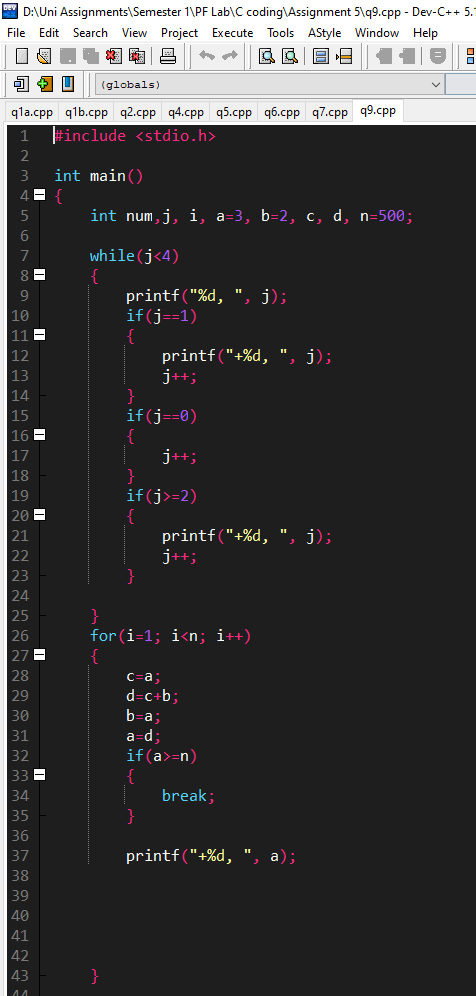 D:\Uni Assignments\Semester 1\PF Lab\C coding\Assignment 5\q9.cpp - Dev-C++ 5.1
File Edit Search View Project Execute Tools AStyle Window Help
(globals)
q1a.cpp q1b.cpp q2.cpp q4.cpp q5.cpp q6.cpp q7.cpp q9.cpp
1 #include <stdio.h>
2
3 int main()
4 {
5 int num,j, i, a=3, b=2, c, d, n=500;
6
7 while(j<4)
8 {
9 printf("%d, ", j);
10 if(j==1)
11 {
12 printf("+%d, ", j);
13 j++;
14 }
15 if(j==0)
16 {
17 j++;
18 }
19 if(j>=2)
20 {
21 printf("+%d, ", j);
22 j++;
23 }
24
25 }
26 for(i=1; i<n; i++)
27 {
28 c=a;
29 d=c+b;
30 b=a;
31 a=d;
32 if(a>=n)
33 {
34 break;
35 }
36
37 printf("+%d, ", a);
38
39
40
41
42
43 }
44